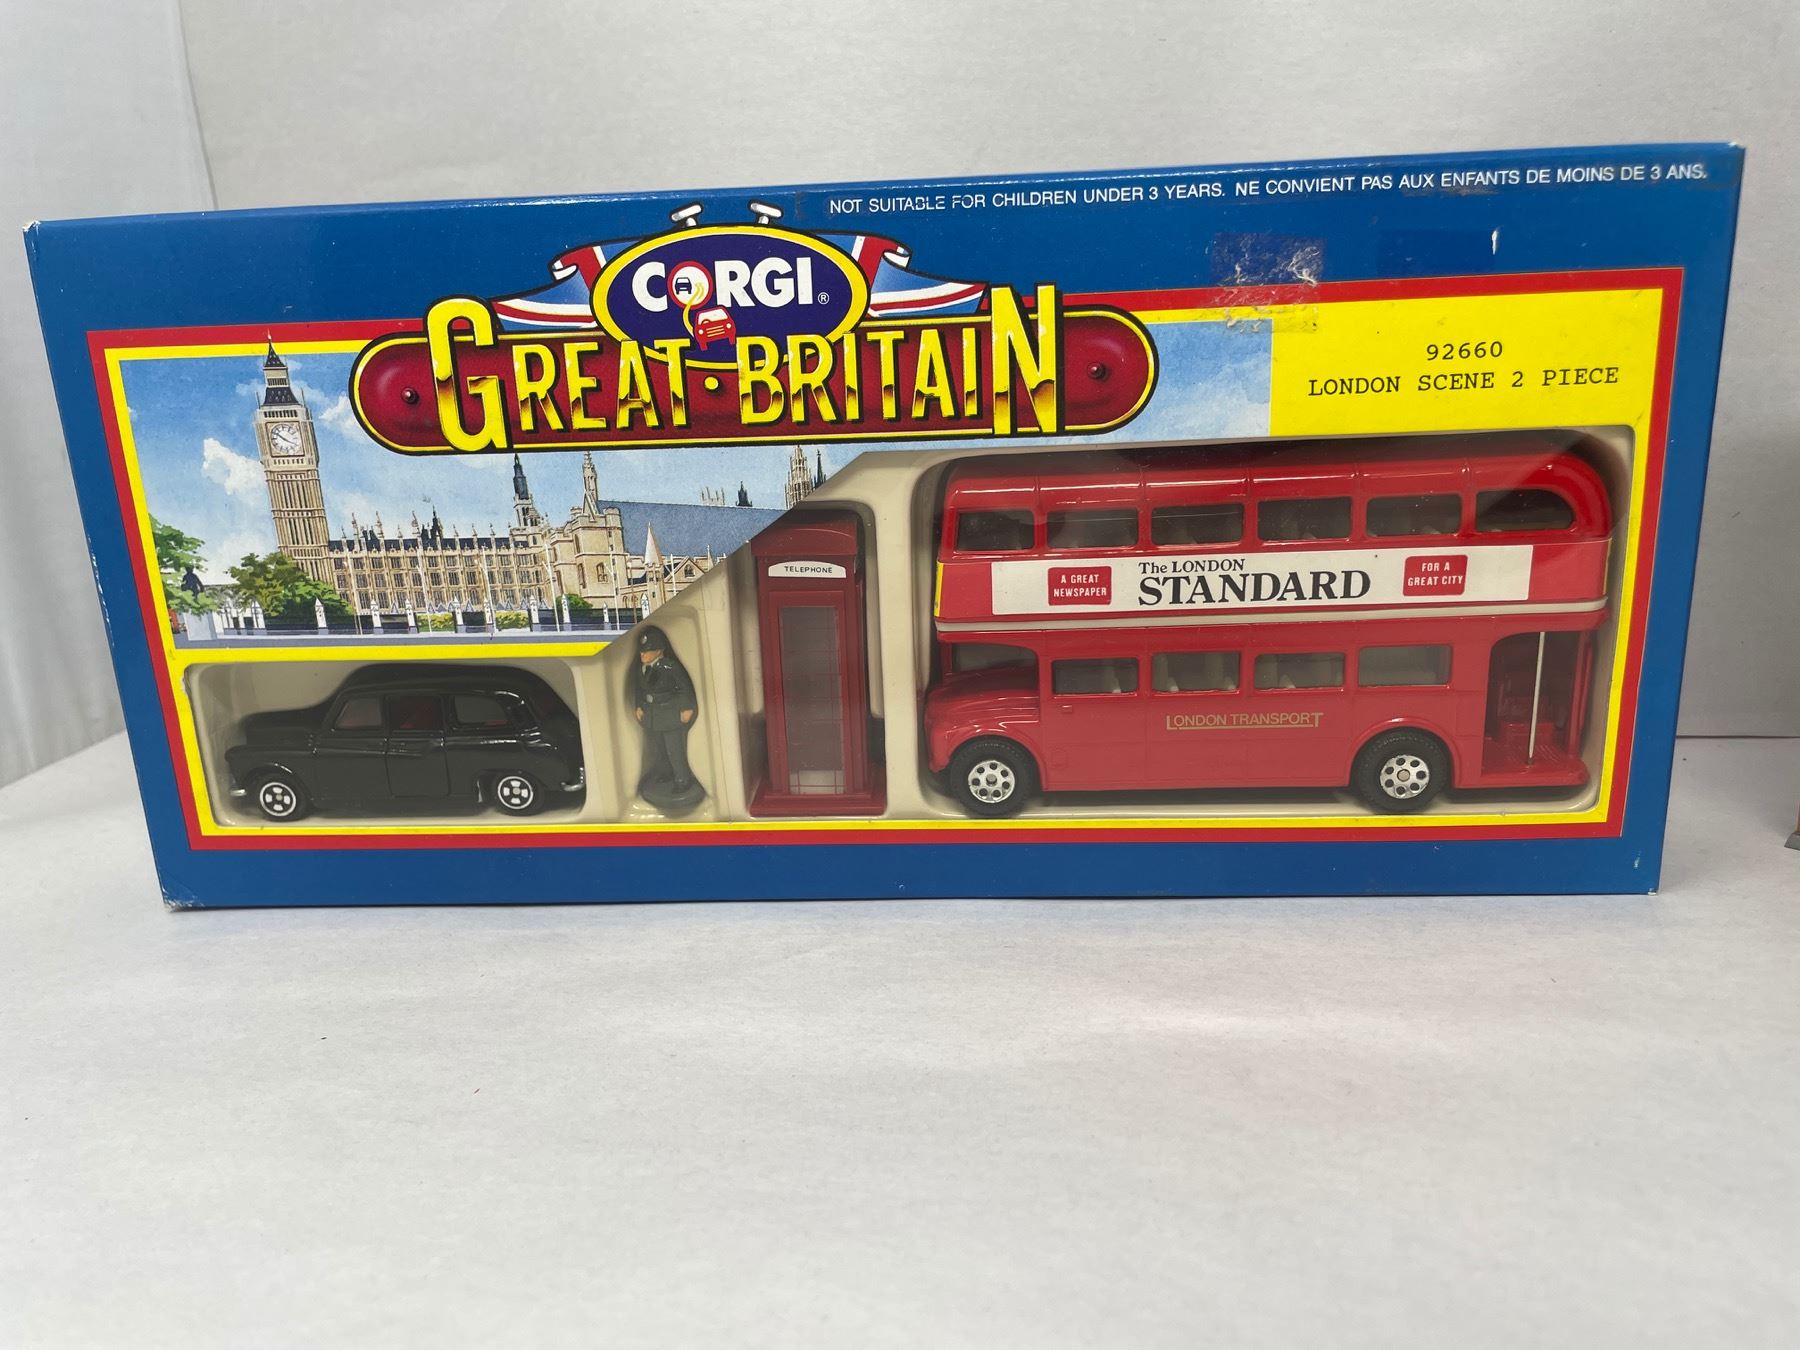 NOT SUITABLE FOR CHILDREN UNDER 3 YEARS. NE CONVIENT PAS AUX ENFANTS DE MOINS DE 3 ANS.
CORGI®
GREAT·BRITAIN
92660
LONDON SCENE 2 PIECE
TELEPHONE
A GREAT
NEWSPAPER
The LONDON
STANDARD
FOR A
GREAT CITY
LONDON TRANSPORT